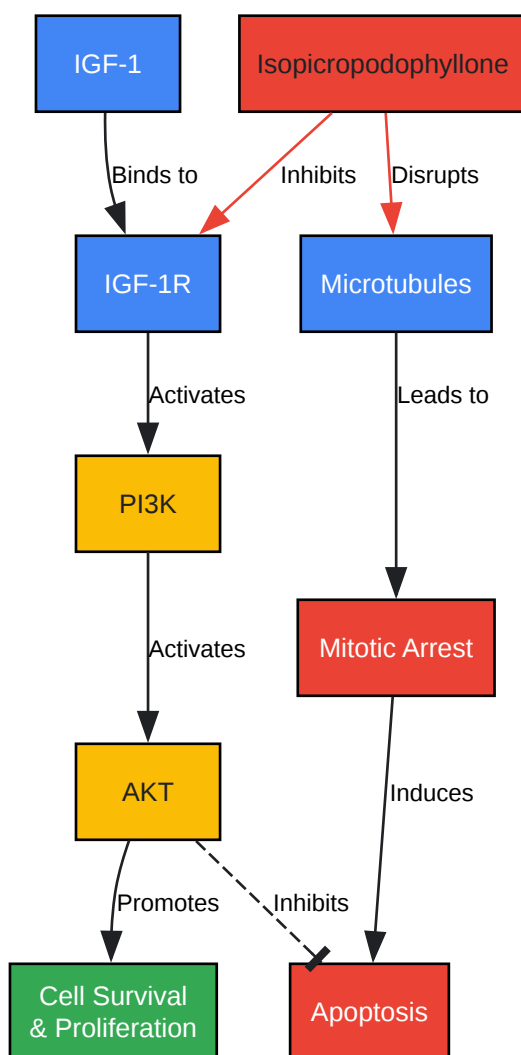 IGF-1
Isopicropodophyllone
Binds to
Inhibits
Disrupts
IGF-1R
Microtubules
Activates
Leads to
PI3K
Activates
Mitotic Arrest
AKT
Induces
Promotes
Inhibits
Cell Survival
& Proliferation
Apoptosis